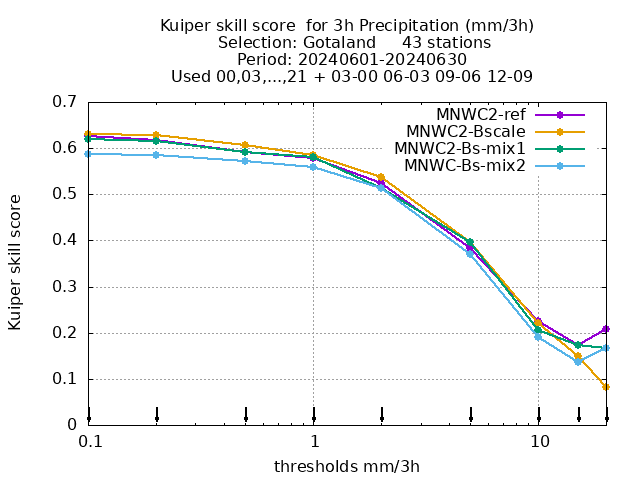 Kuiper skill score  for 3h Precipitation (mm/3h)
Selection: Gotaland     43 stations
Period: 20240601-20240630
Used 00,03,...,21 + 03-00 06-03 09-06 12-09
MNWC2-ref
MNWC2-Bscale
MNWC2-Bs-mix1
MNWC-Bs-mix2
Kuiper skill score
0.7
0.6
0.5
0.4
0.3
0.2
0.1
0
0.1 1 10
thresholds mm/3h